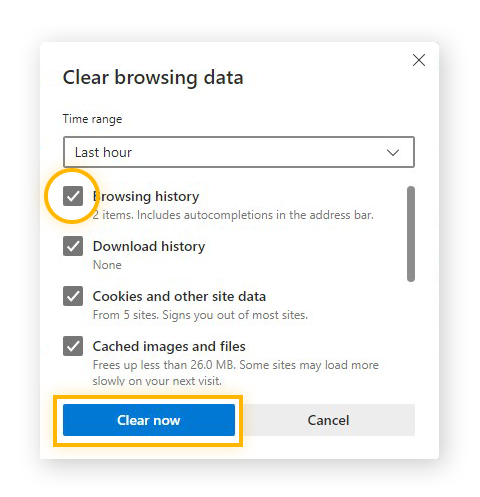 Clear browsing data
Time range
Last hour
Browsing history
2 items. Includes autocompletions in the address bar.
Download history
None
Cookies and other site data
From 5 sites. Signs you out of most sites.
Cached images and files
Frees up less than 26.0 MB. Some sites may load more
slowly on your next visit.
Clear now
Cancel